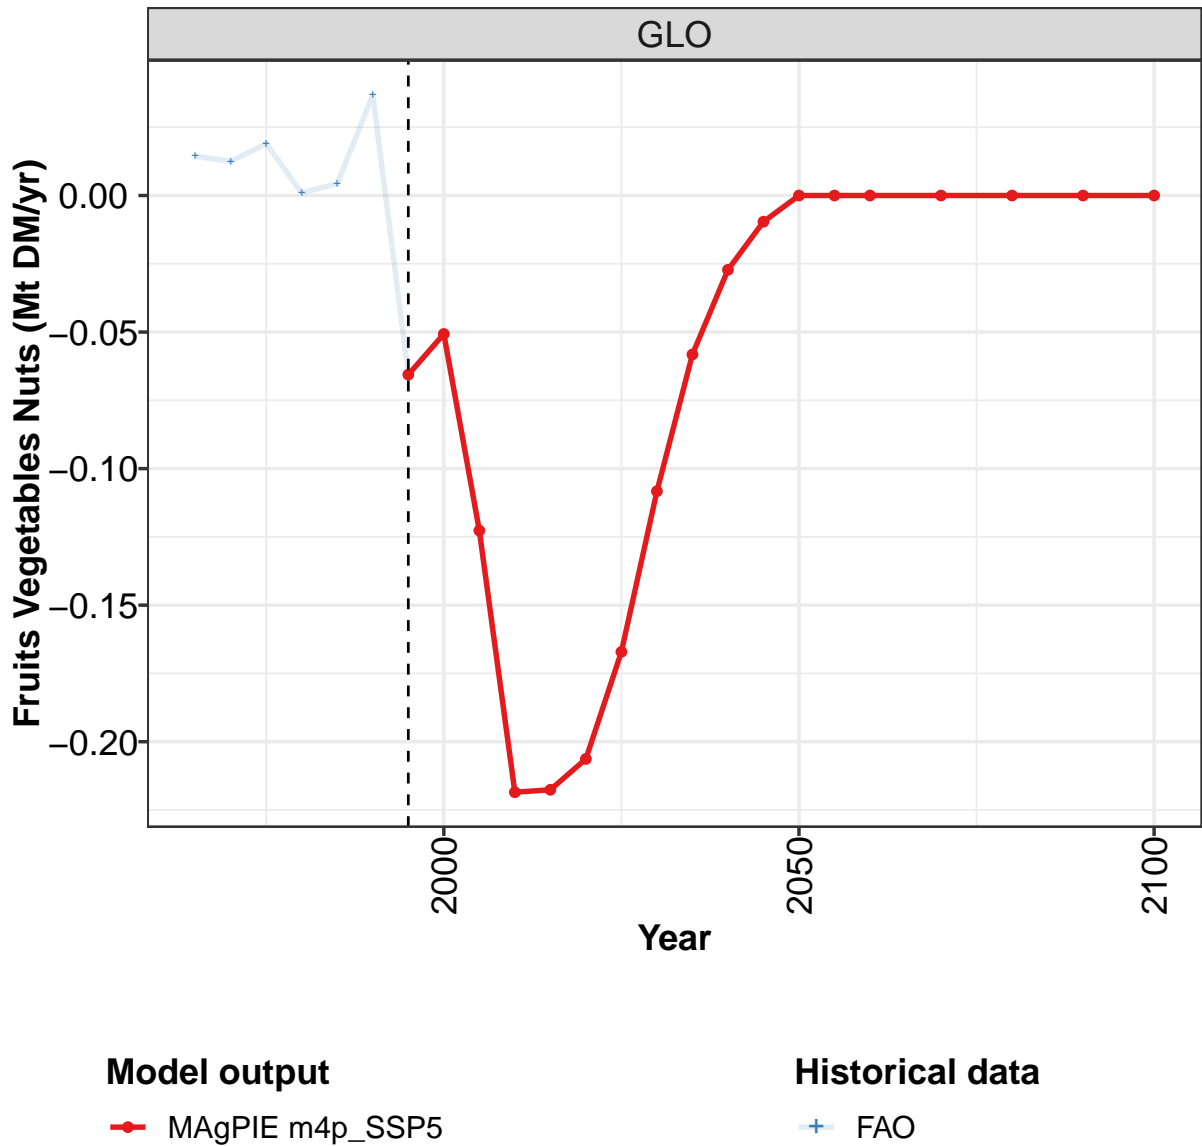 GLO
Fruits Vegetables Nuts (Mt DM/yr)
0.00
−0.05
−0.10
−0.15
−0.20
2000
2050
2100
Year
Model output
MAgPIE m4p_SSP5
Historical data
FAO